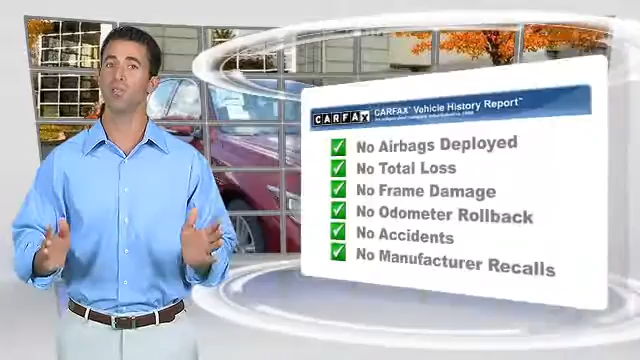 CARFAX CARFAX™ Vehicle History Report™
No Airbags Deployed
No Total Loss
No Frame Damage
No Odometer Rollback
No Accidents
No Manufacturer Recalls